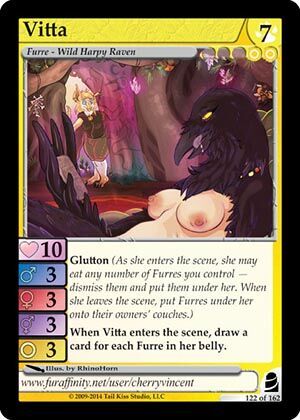 Vitta
7
Furre - Wild Harpy Raven
10
3
3
3
3
Glutton (As she enters the scene, she may
eat any number of Furres you control —
dismiss them and put them under her. When
she leaves the scene, put Furres under her
onto their owners' couches.)
When Vitta enters the scene, draw a
card for each Furre in her belly.
Illus. by RhinoHorn
www.furaffinity.net/user/cherryvincent
122 of 162
© 2009-2014 Tail Kiss Studio, LLC